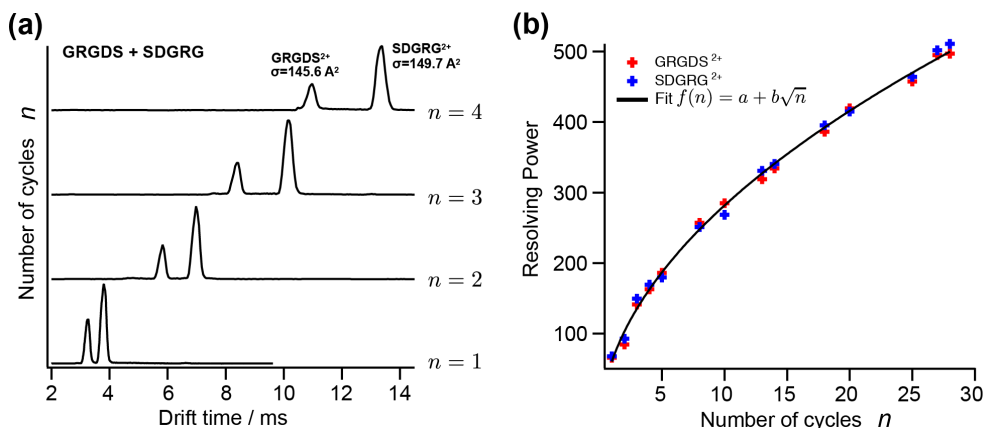 (a)
GRGDS + SDGRG
GRGDS²⁺
σ=145.6 A²
SDGRG²⁺
σ=149.7 A²
n = 4
n = 3
n = 2
n = 1
Number of cycles n
2 4 6 8 10 12 14
Drift time / ms
(b)
GRGDS ²⁺
SDGRG ²⁺
Fit f(n) = a + b√n
500
400
300
200
100
Resolving Power
5 10 15 20 25 30
Number of cycles n